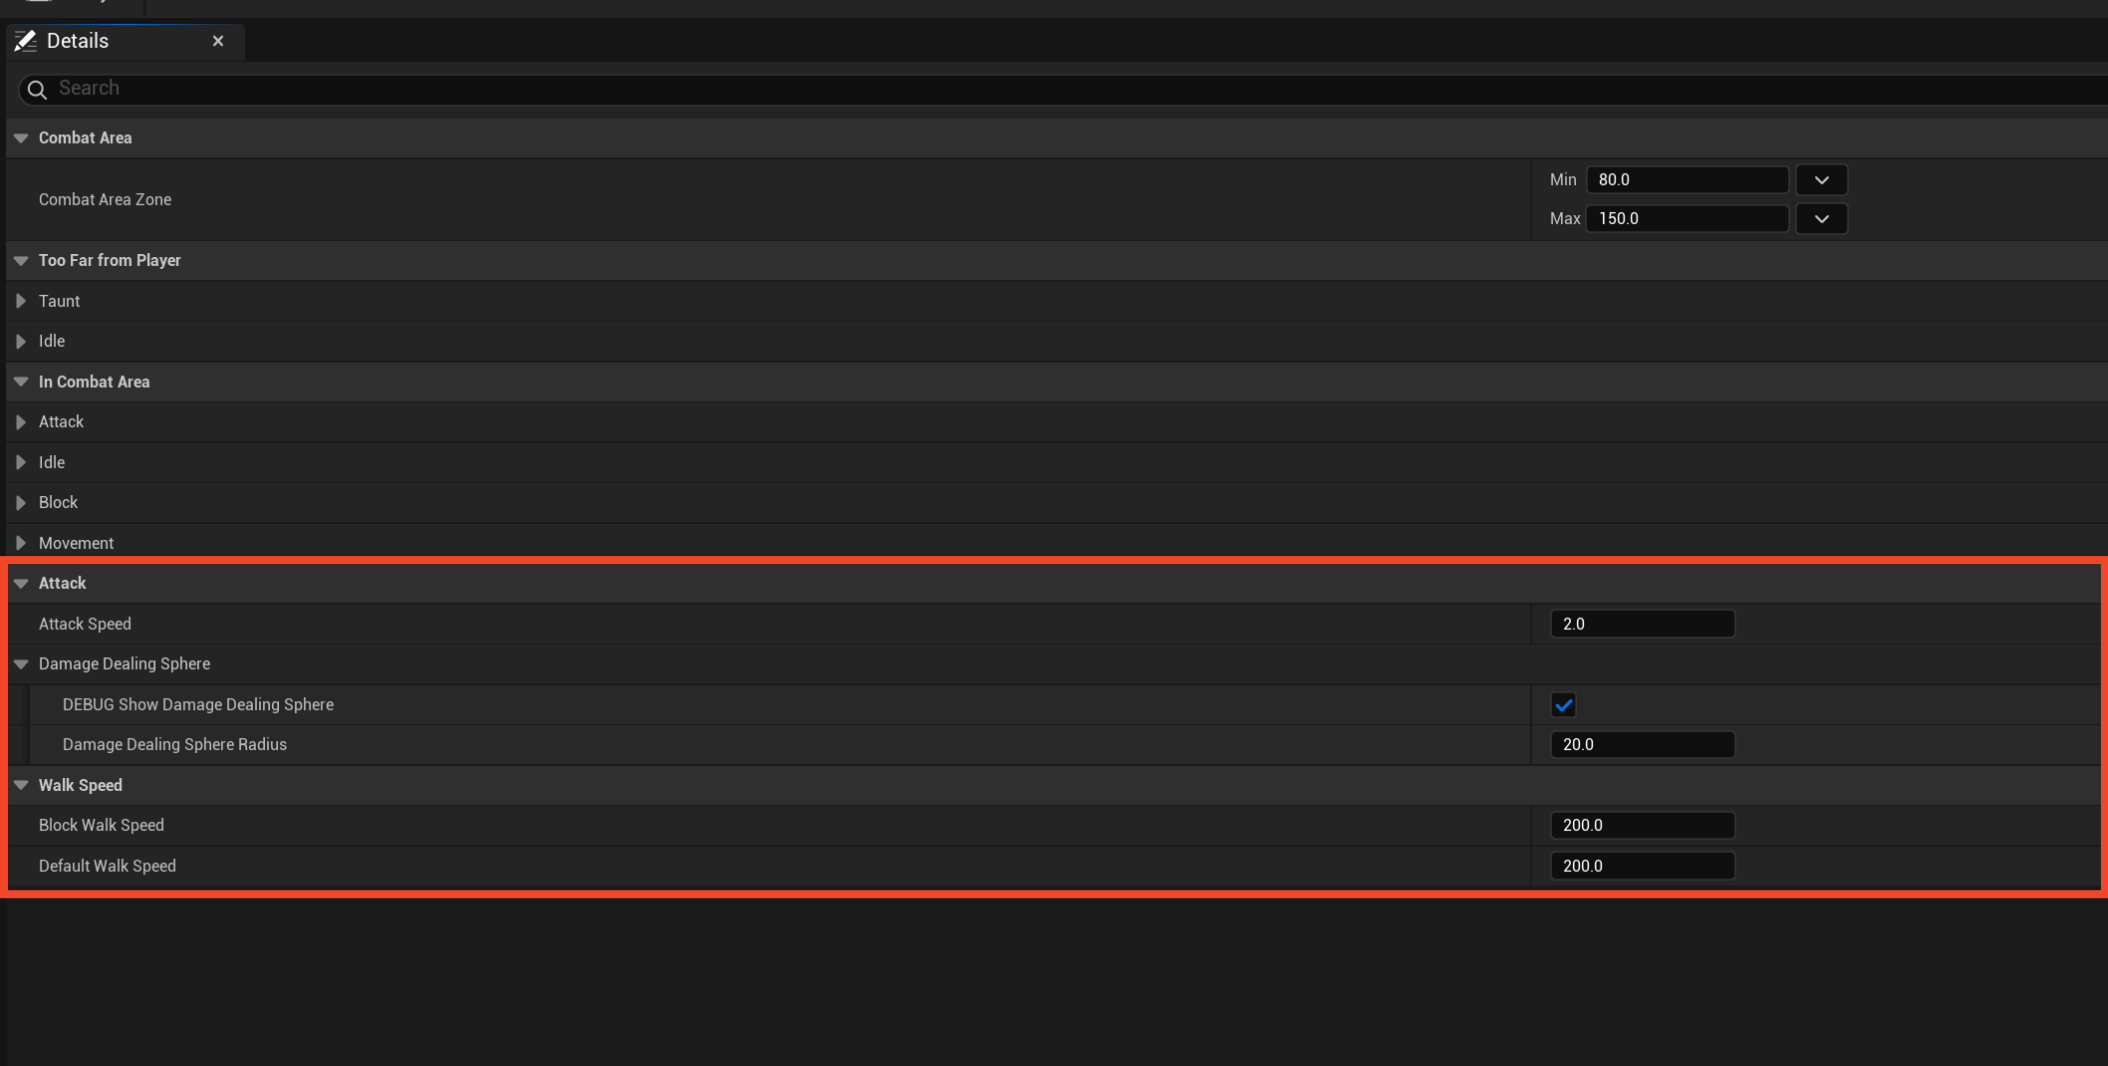 Details
Search
Combat Area
Combat Area Zone
Min 80.0
Max 150.0
Too Far from Player
Taunt
Idle
In Combat Area
Attack
Idle
Block
Movement
Attack
Attack Speed 2.0
Damage Dealing Sphere
DEBUG Show Damage Dealing Sphere
Damage Dealing Sphere Radius 20.0
Walk Speed
Block Walk Speed 200.0
Default Walk Speed 200.0